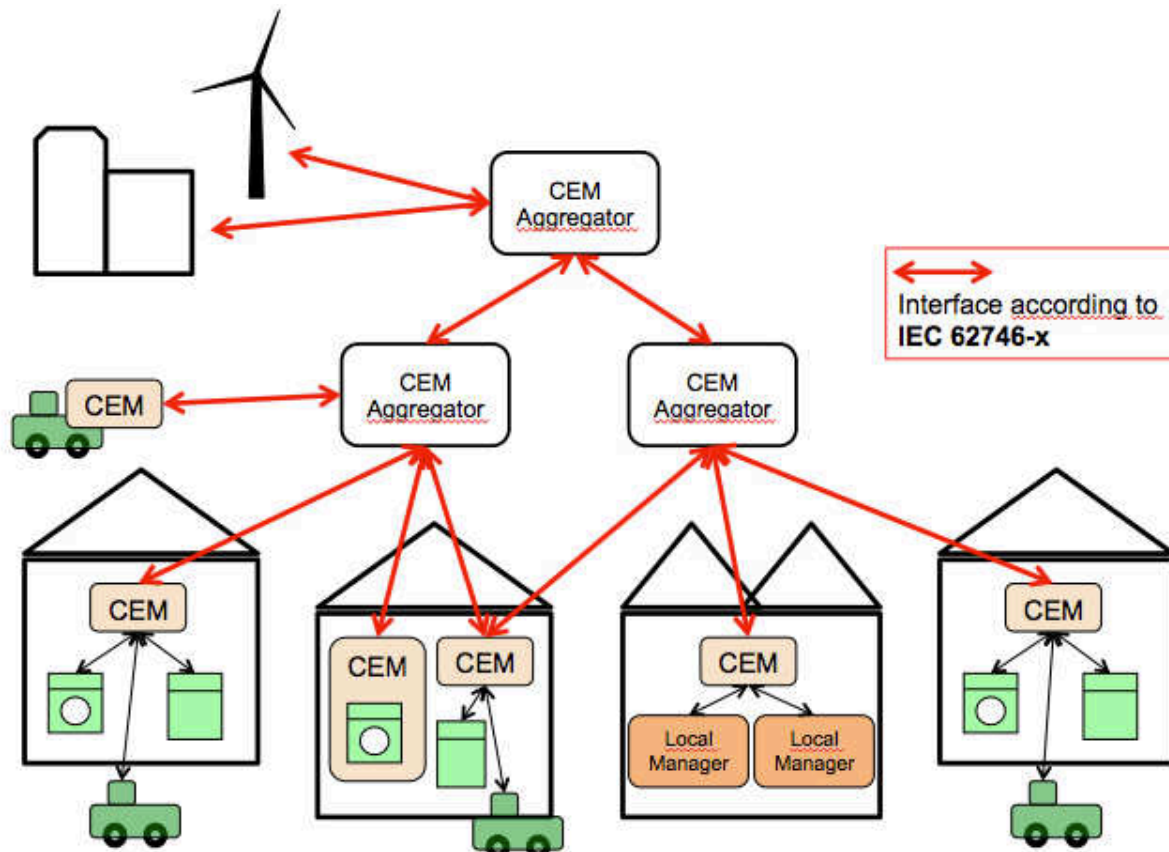 CEM
Aggregator
Interface according to
IEC 62746-x
CEM
CEM
Aggregator
CEM
Aggregator
CEM
CEM
CEM
CEM
CEM
Local
Manager
Local
Manager